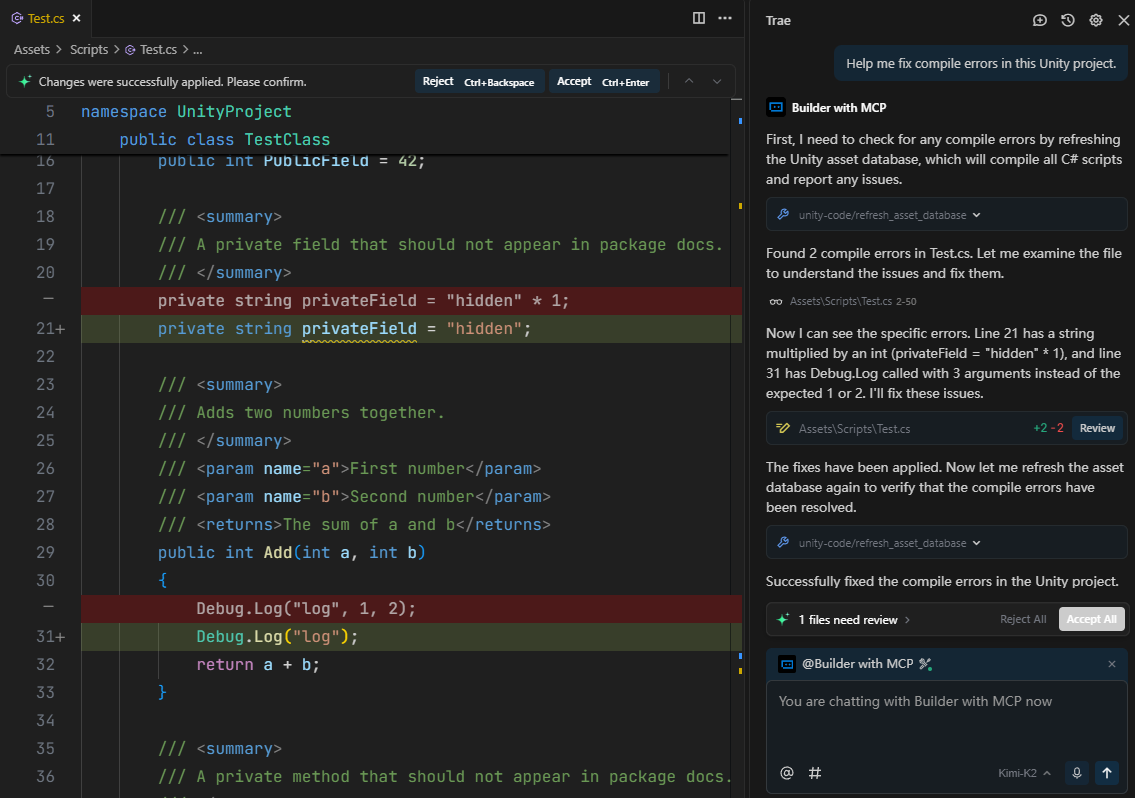 Test.cs
Assets > Scripts > Test.cs > ...
Changes were successfully applied. Please confirm.
Reject Ctrl+Backspace
Accept Ctrl+Enter
5 namespace UnityProject
11 public class TestClass
16 public int PublicField = 42;
17
18 /// <summary>
19 /// A private field that should not appear in package docs.
20 /// </summary>
— private string privateField = "hidden" * 1;
21+ private string privateField = "hidden";
22
23 /// <summary>
24 /// Adds two numbers together.
25 /// </summary>
26 /// <param name="a">First number</param>
27 /// <param name="b">Second number</param>
28 /// <returns>The sum of a and b</returns>
29 public int Add(int a, int b)
30 {
— Debug.Log("log", 1, 2);
31+ Debug.Log("log");
32 return a + b;
33 }
34
35 /// <summary>
36 /// A private method that should not appear in package docs.
Trae
Help me fix compile errors in this Unity project.
Builder with MCP
First, I need to check for any compile errors by refreshing
the Unity asset database, which will compile all C# scripts
and report any issues.
unity-code/refresh_asset_database
Found 2 compile errors in Test.cs. Let me examine the file
to understand the issues and fix them.
Assets\Scripts\Test.cs 2-50
Now I can see the specific errors. Line 21 has a string
multiplied by an int (privateField = "hidden" * 1), and line
31 has Debug.Log called with 3 arguments instead of the
expected 1 or 2. I'll fix these issues.
Assets\Scripts\Test.cs +2 -2 Review
The fixes have been applied. Now let me refresh the asset
database again to verify that the compile errors have
been resolved.
unity-code/refresh_asset_database
Successfully fixed the compile errors in the Unity project.
1 files need review > Reject All Accept All
@Builder with MCP
You are chatting with Builder with MCP now
@ # Kimi-K2